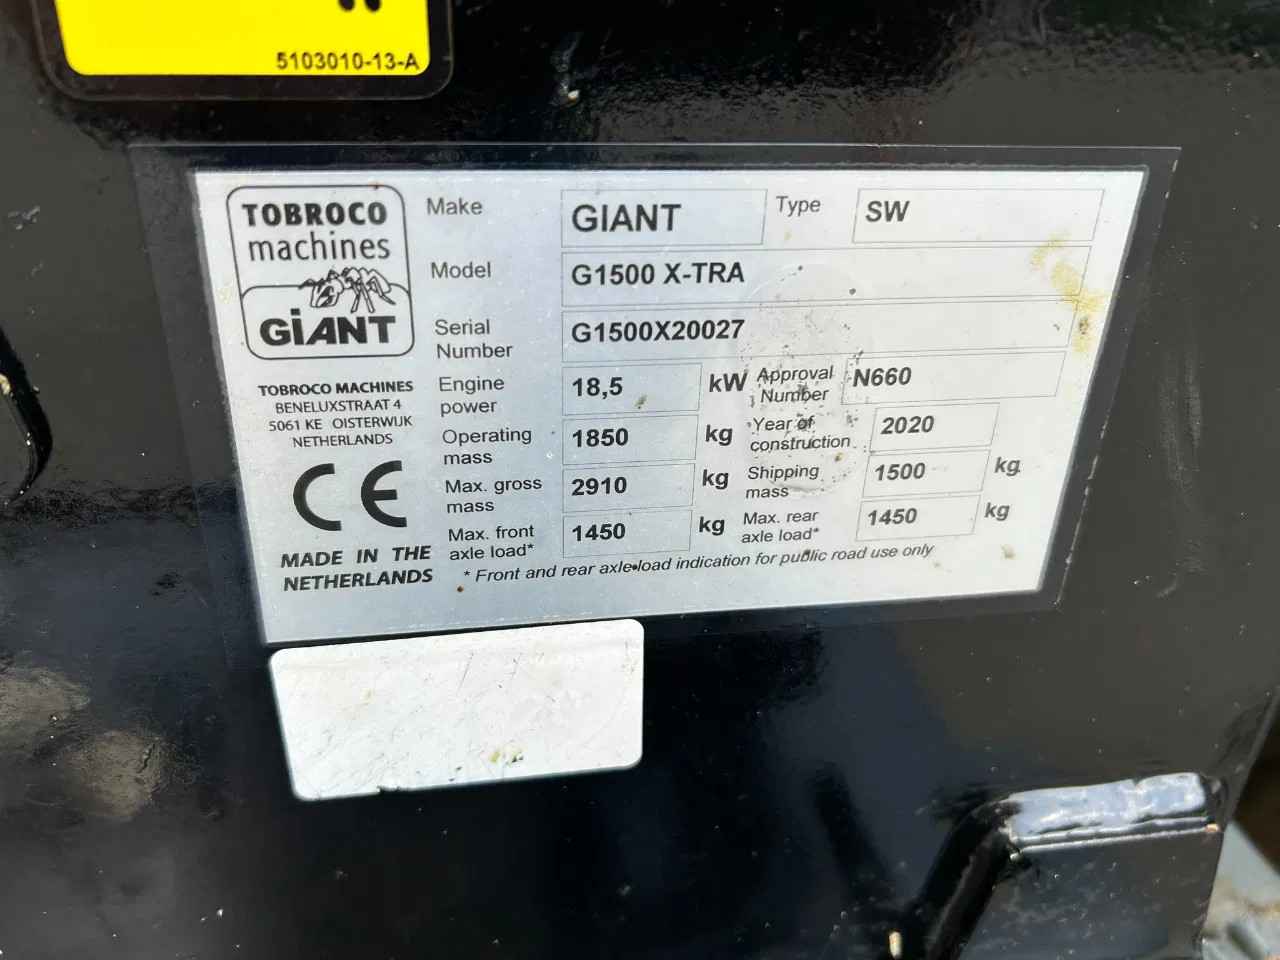 5103010-13-A
TOBROCO
machines
GiANT
TOBROCO MACHINES
BENELUXSTRAAT 4
5061 KE OISTERWIJK
NETHERLANDS
CE
MADE IN THE
NETHERLANDS
Make GIANT Type SW
Model G1500 X-TRA
Serial Number G1500X20027
Engine power 18,5 kW Approval Number N660
Operating mass 1850 kg Year of construction 2020
Max. gross mass 2910 kg Shipping mass 1500 kg
Max. front axle load* 1450 kg Max. rear axle load* 1450 kg
* Front and rear axle load indication for public road use only